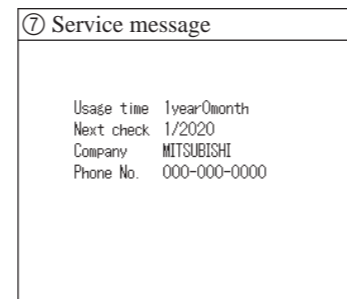 ⑦ Service message
Usage time 1year0month
Next check 1/2020
Company MITSUBISHI
Phone No. 000-000-0000